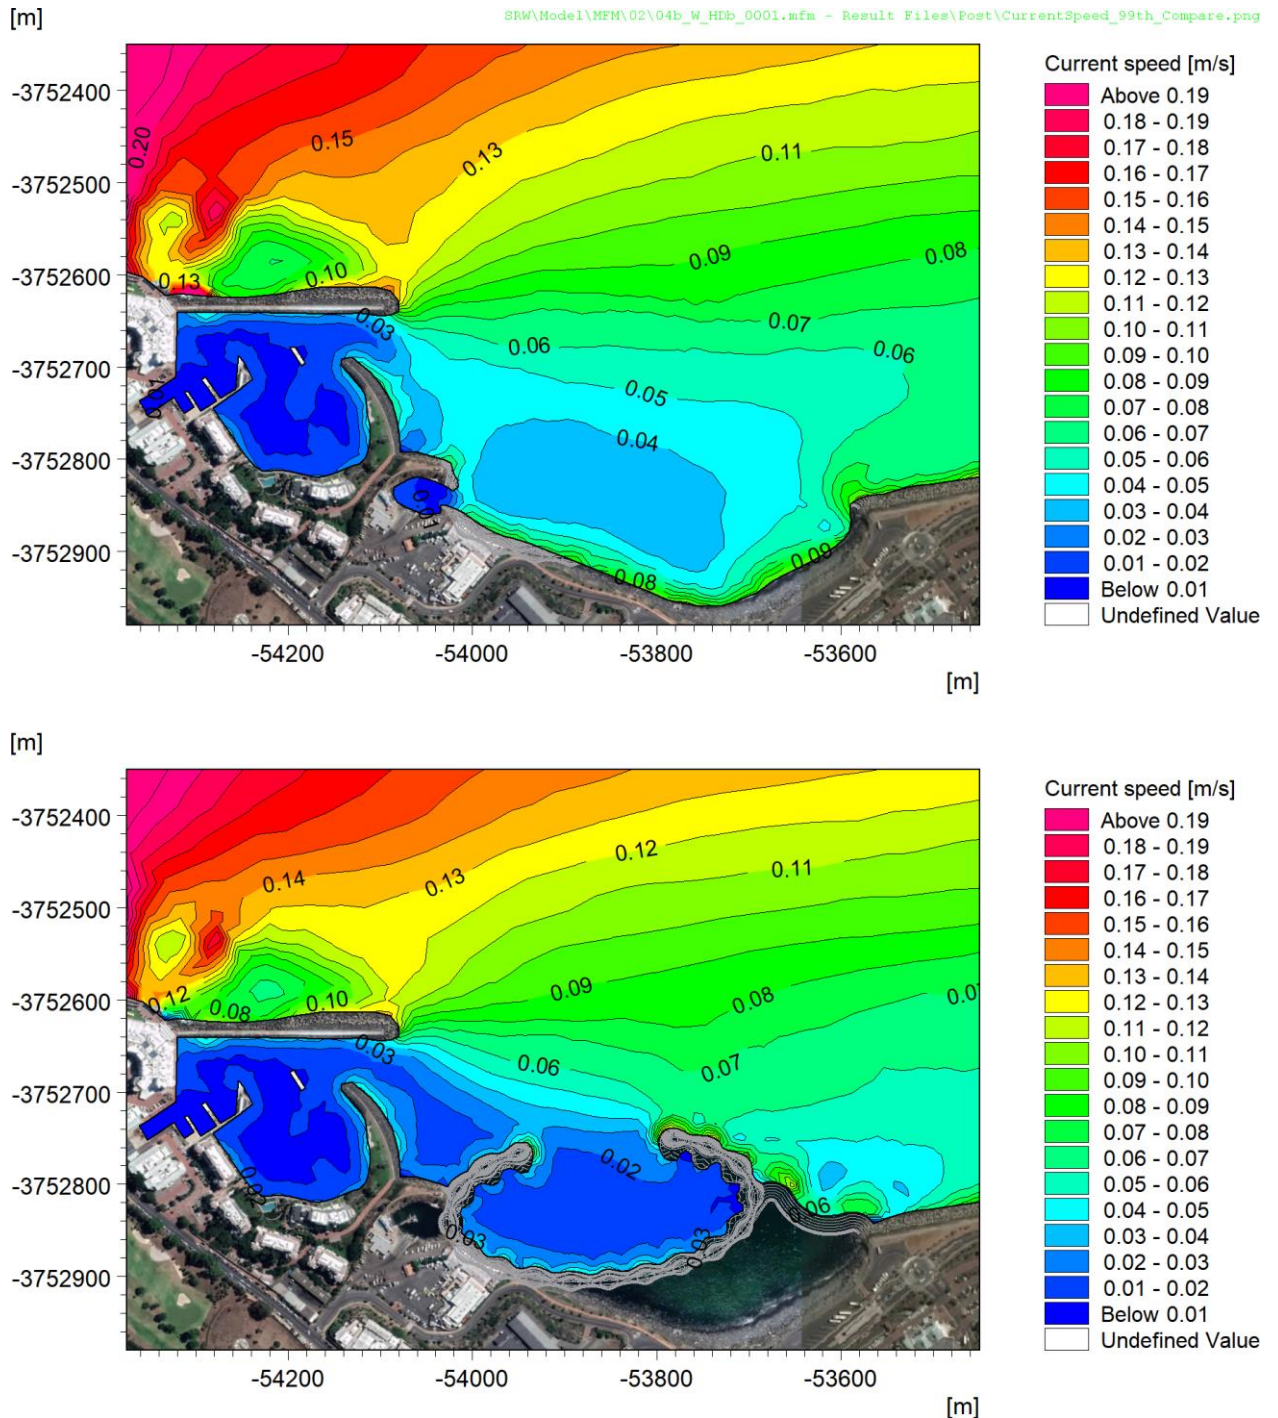 [m]
SRW\Model\MFM\02\04b_W_HDb_0001.mfm - Result Files\Post\CurrentSpeed_99th_Compare.png
-3752400
-3752500
-3752600
-3752700
-3752800
-3752900
0.20
0.15
0.13
0.11
0.13
0.10
0.09
0.08
0.03
0.07
0.06
0.06
0.05
0.04
0.08
0.09
-54200
-54000
-53800
-53600
[m]
Current speed [m/s]
Above 0.19
0.18 - 0.19
0.17 - 0.18
0.16 - 0.17
0.15 - 0.16
0.14 - 0.15
0.13 - 0.14
0.12 - 0.13
0.11 - 0.12
0.10 - 0.11
0.09 - 0.10
0.08 - 0.09
0.07 - 0.08
0.06 - 0.07
0.05 - 0.06
0.04 - 0.05
0.03 - 0.04
0.02 - 0.03
0.01 - 0.02
Below 0.01
Undefined Value
[m]
-3752400
-3752500
-3752600
-3752700
-3752800
-3752900
0.12
0.14
0.13
0.11
0.12
0.08
0.10
0.09
0.08
0.03
0.06
0.07
0.02
0.03
0.03
0.06
-54200
-54000
-53800
-53600
[m]
Current speed [m/s]
Above 0.19
0.18 - 0.19
0.17 - 0.18
0.16 - 0.17
0.15 - 0.16
0.14 - 0.15
0.13 - 0.14
0.12 - 0.13
0.11 - 0.12
0.10 - 0.11
0.09 - 0.10
0.08 - 0.09
0.07 - 0.08
0.06 - 0.07
0.05 - 0.06
0.04 - 0.05
0.03 - 0.04
0.02 - 0.03
0.01 - 0.02
Below 0.01
Undefined Value